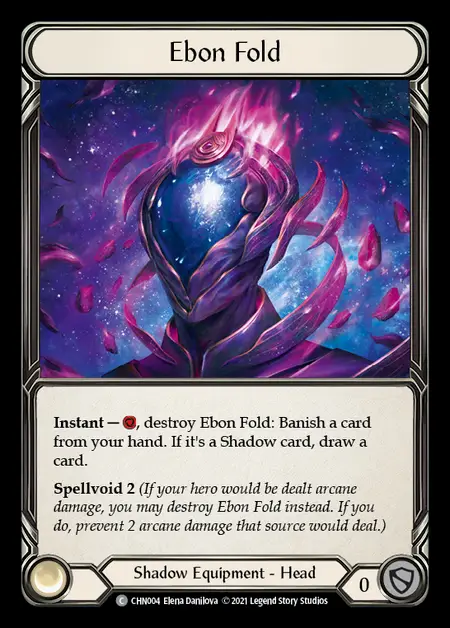 Ebon Fold
Instant — , destroy Ebon Fold: Banish a card
from your hand. If it's a Shadow card, draw a
card.
Spellvoid 2 (If your hero would be dealt arcane
damage, you may destroy Ebon Fold instead. If you
do, prevent 2 arcane damage that source would deal.)
Shadow Equipment - Head
0
C CHN004 Elena Danilova © 2021 Legend Story Studios